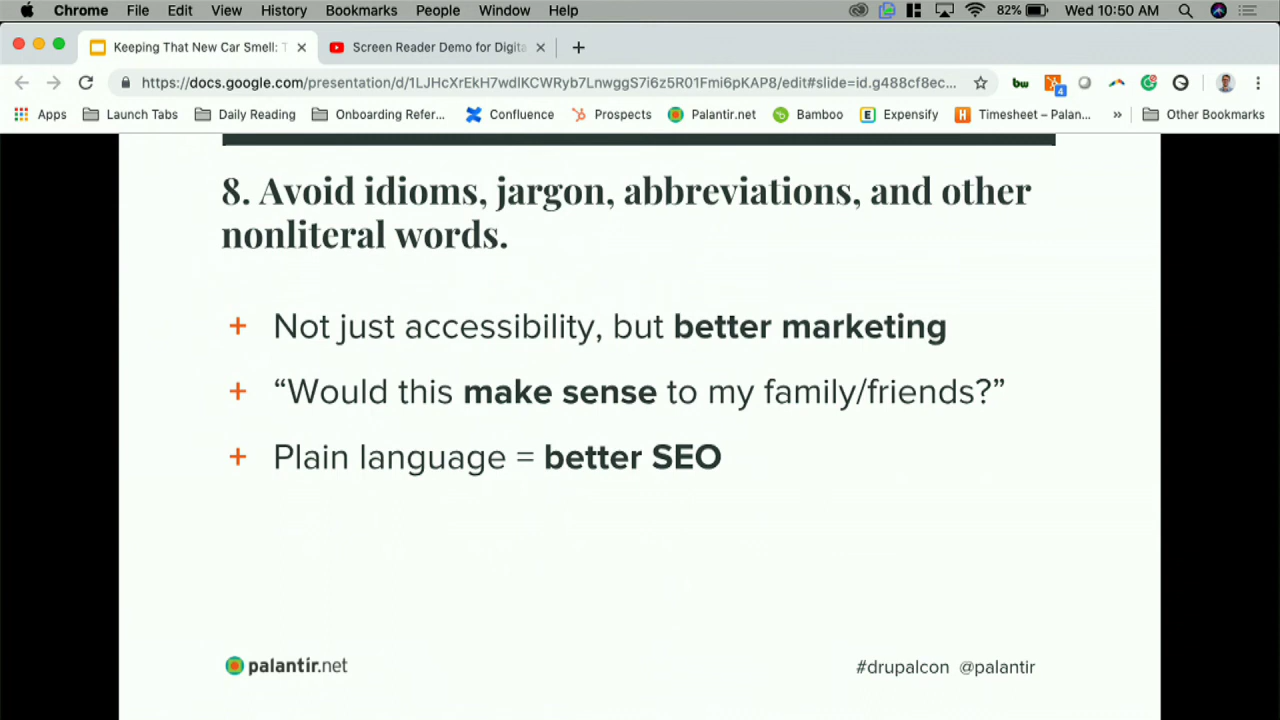 Chrome File Edit View History Bookmarks People Window Help 82% Wed 10:50 AM
Keeping That New Car Smell: T Screen Reader Demo for Digita
https://docs.google.com/presentation/d/1LJHcXrEkH7wdlKCWRyb7LnwggS7i6z5R01Fmi6pKAP8/edit#slide=id.g488cf8ec... bw 4
Apps Launch Tabs Daily Reading Onboarding Refer... Confluence Prospects Palantir.net Bamboo Expensify Timesheet – Palan... » Other Bookmarks
8. Avoid idioms, jargon, abbreviations, and other
nonliteral words.
+ Not just accessibility, but better marketing
+ “Would this make sense to my family/friends?”
+ Plain language = better SEO
palantír.net #drupalcon @palantir